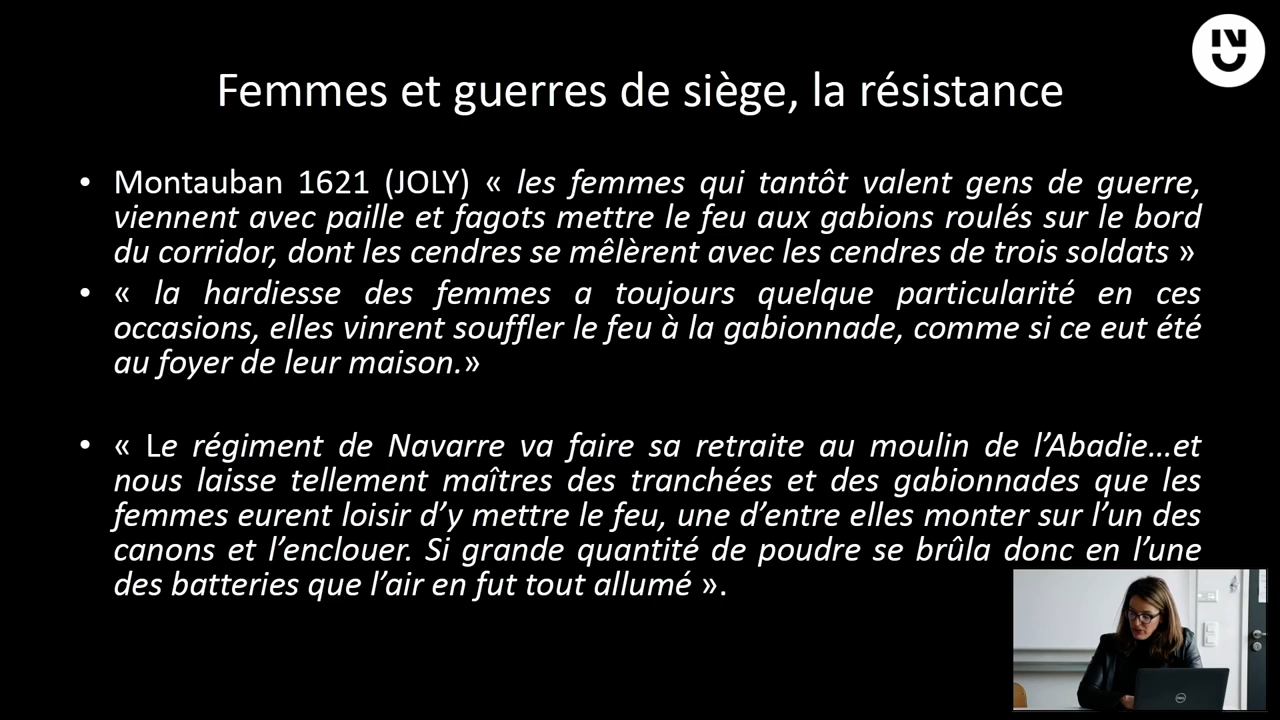 Femmes et guerres de siège, la résistance
• Montauban 1621 (JOLY) « les femmes qui tantôt valent gens de guerre,
viennent avec paille et fagots mettre le feu aux gabions roulés sur le bord
du corridor, dont les cendres se mêlèrent avec les cendres de trois soldats »
• « la hardiesse des femmes a toujours quelque particularité en ces
occasions, elles vinrent souffler le feu à la gabionnade, comme si ce eut été
au foyer de leur maison.»
• « Le régiment de Navarre va faire sa retraite au moulin de l’Abadie…et
nous laisse tellement maîtres des tranchées et des gabionnades que les
femmes eurent loisir d’y mettre le feu, une d’entre elles monter sur l’un des
canons et l’enclouer. Si grande quantité de poudre se brûla donc en l’une
des batteries que l’air en fut tout allumé ».
IN
U
DELL